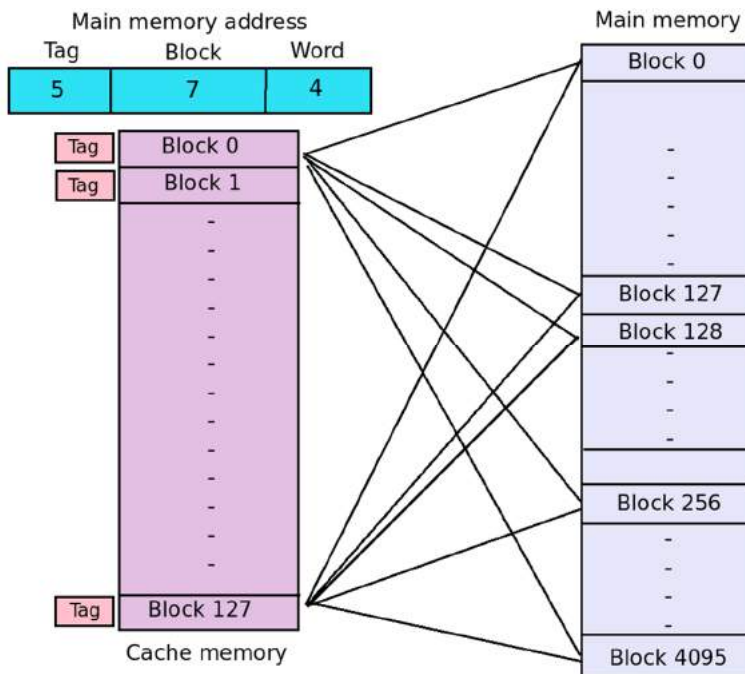 Main memory address
Tag Block Word
5 7 4
Tag Block 0
Tag Block 1
-
-
-
-
-
-
-
-
-
-
-
-
-
Tag Block 127
Cache memory
Main memory
Block 0
-
-
-
-
-
Block 127
Block 128
-
-
-
-
Block 256
-
-
-
-
Block 4095